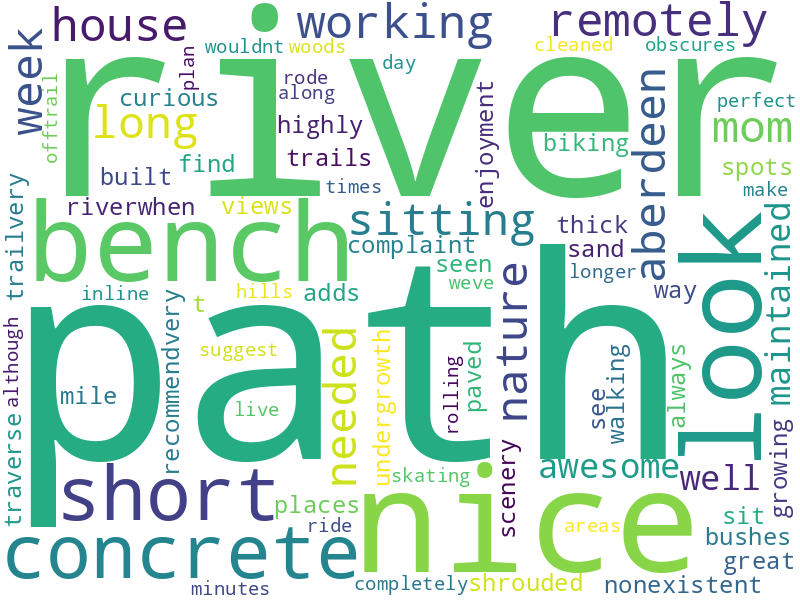 house
working
remotely
river
week
wouldnt
woods
plan
day
cleaned
obscures
rode
along
curious
long
offtrail
highly
enjoyment
biking
aberdeen
perfect
mom
find
trails
spots
built
times
make
riverwhen
views
bench
sitting
complaint
thick
sand
look
maintained
trailvery
seen
weve
longer
inline
hills
adds
t
nature
way
path
recommendvery
suggest
needed
undergrowth
rolling
paved
see
walking
always
although
mile
live
traverse
short
nice
skating
scenery
awesome
well
growing
places
ride
areas
sit
bushes
concrete
great
minutes
completely
shrouded
nonexistent